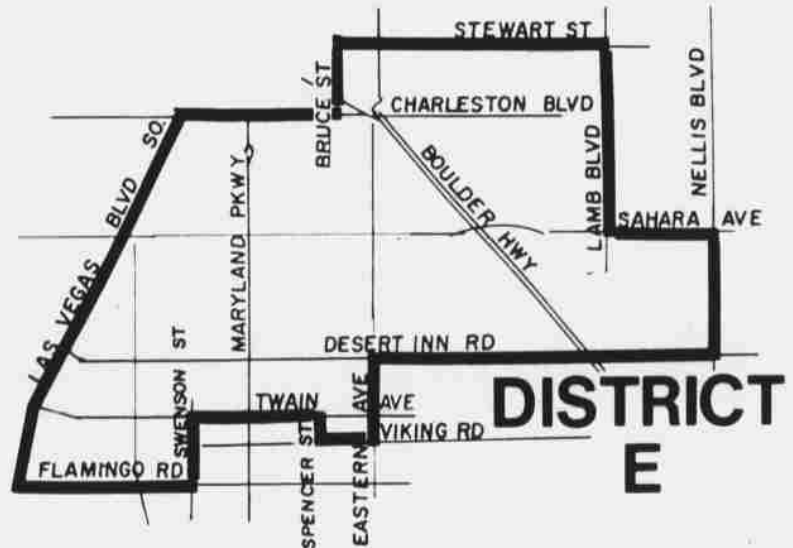 STEWART ST
BRUCE ST
CHARLESTON BLVD
NELLIS BLVD
LAS VEGAS BLVD SO.
MARYLAND PKWY
BOULDER HWY
LAMB BLVD
SAHARA AVE
SWENSON ST
DESERT INN RD
TWAIN AVE
DISTRICT
E
SPENCER ST
EASTERN AVE
VIKING RD
FLAMINGO RD